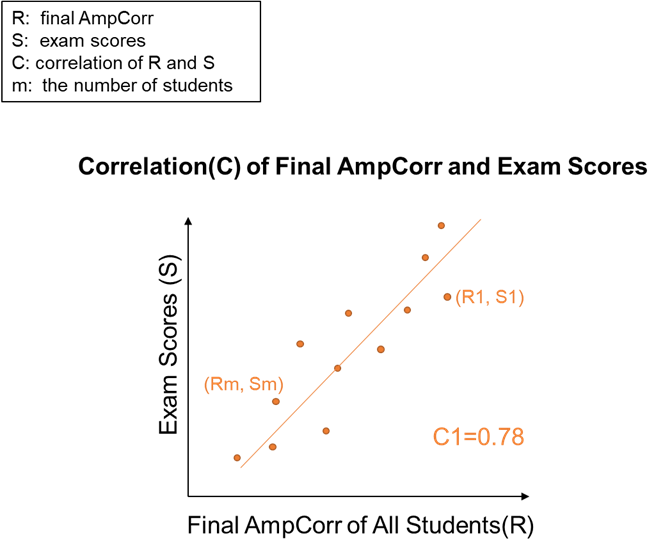 R: final AmpCorr
S: exam scores
C: correlation of R and S
m: the number of students
Correlation(C) of Final AmpCorr and Exam Scores
Exam Scores (S)
(R1, S1)
(Rm, Sm)
C1=0.78
Final AmpCorr of All Students(R)